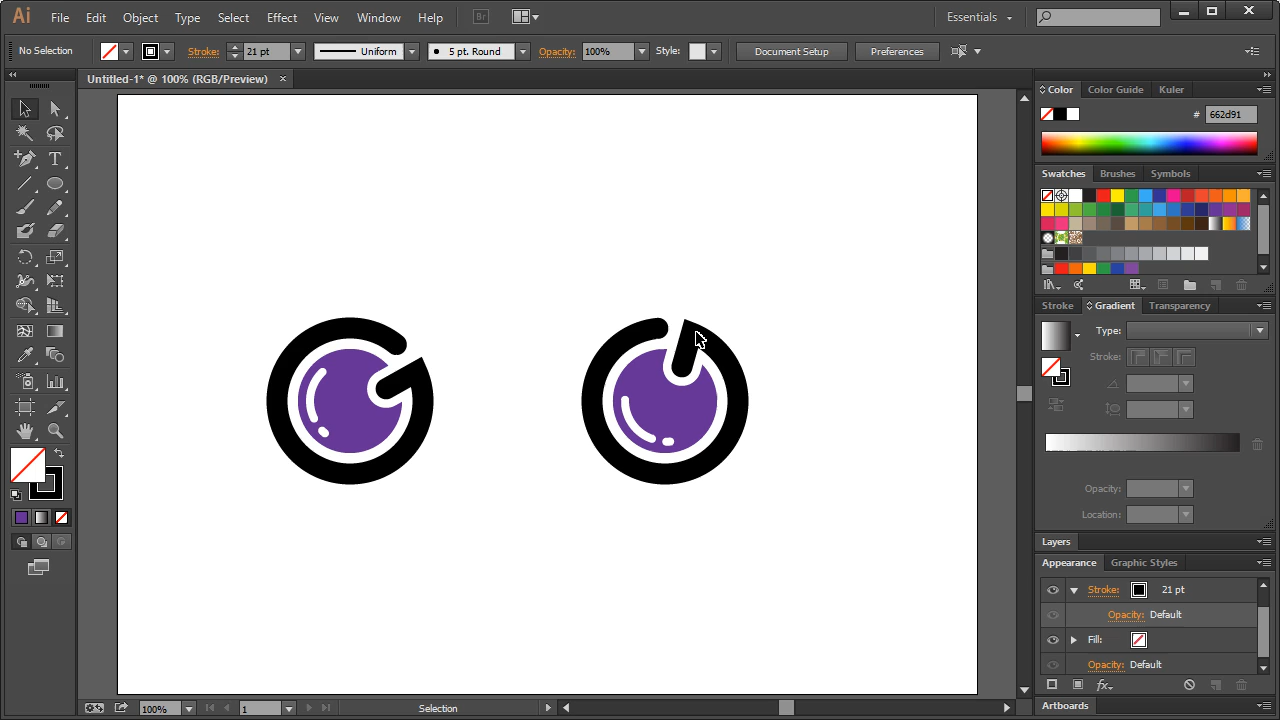 Ai File Edit Object Type Select Effect View Window Help Br Essentials
No Selection Stroke: 21 pt Uniform 5 pt. Round Opacity: 100% Style: Document Setup Preferences
Untitled-1* @ 100% (RGB/Preview)
Color Color Guide Kuler
# 662d91
Swatches Brushes Symbols
Stroke Gradient Transparency
Type:
Stroke:
Opacity:
Location:
Layers
Appearance Graphic Styles
Stroke: 21 pt
Opacity: Default
Fill:
Opacity: Default
fx
Artboards
100% 1 Selection